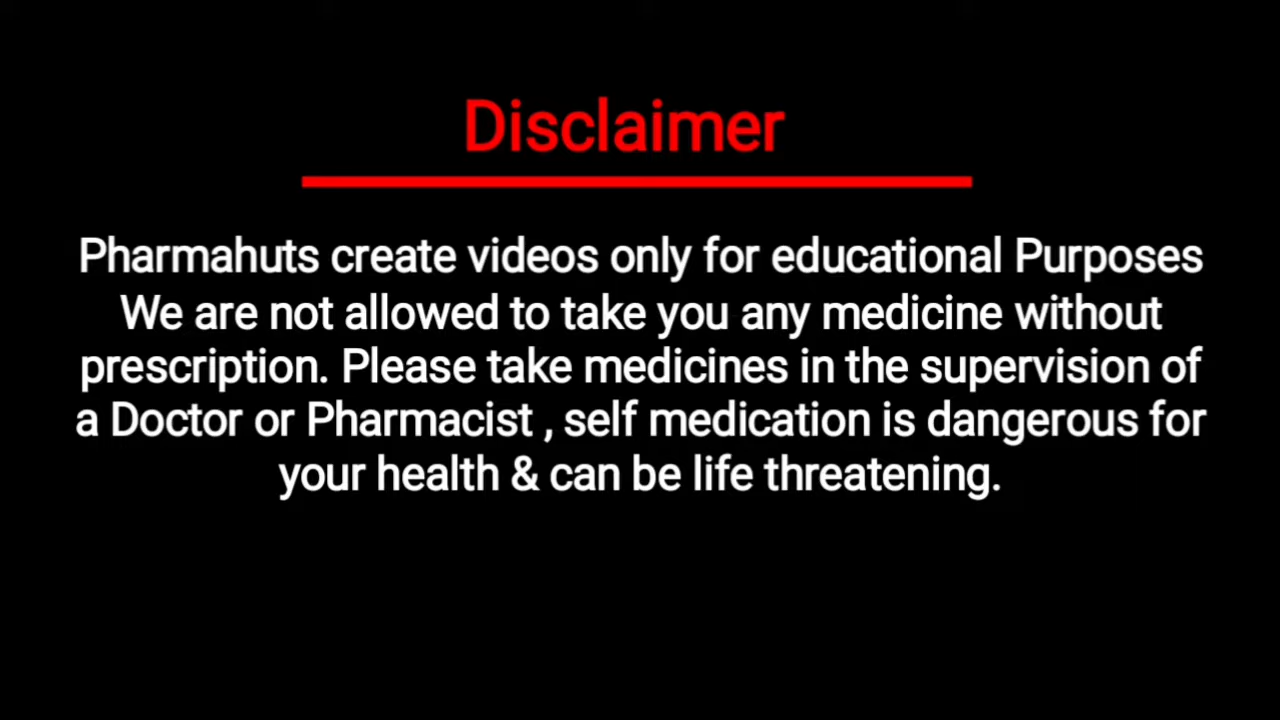 Disclaimer
Pharmahuts create videos only for educational Purposes
We are not allowed to take you any medicine without
prescription. Please take medicines in the supervision of
a Doctor or Pharmacist , self medication is dangerous for
your health & can be life threatening.